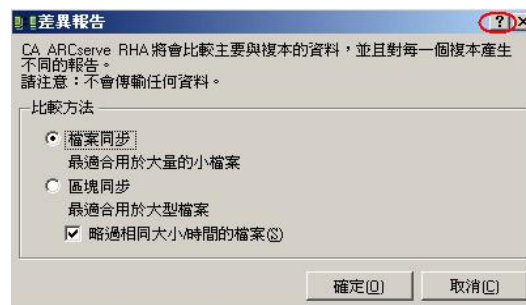 差異報告
CA ARCserve RHA將會比較主要與複本的資料，並且對每一個複本產生
不同的報告。
請注意：不會傳輸任何資料。
比較方法
檔案同步
最適合用於大量的小檔案
區塊同步
最適合用於大型檔案
略過相同大小/時間的檔案(S)
確定(O)
取消(C)